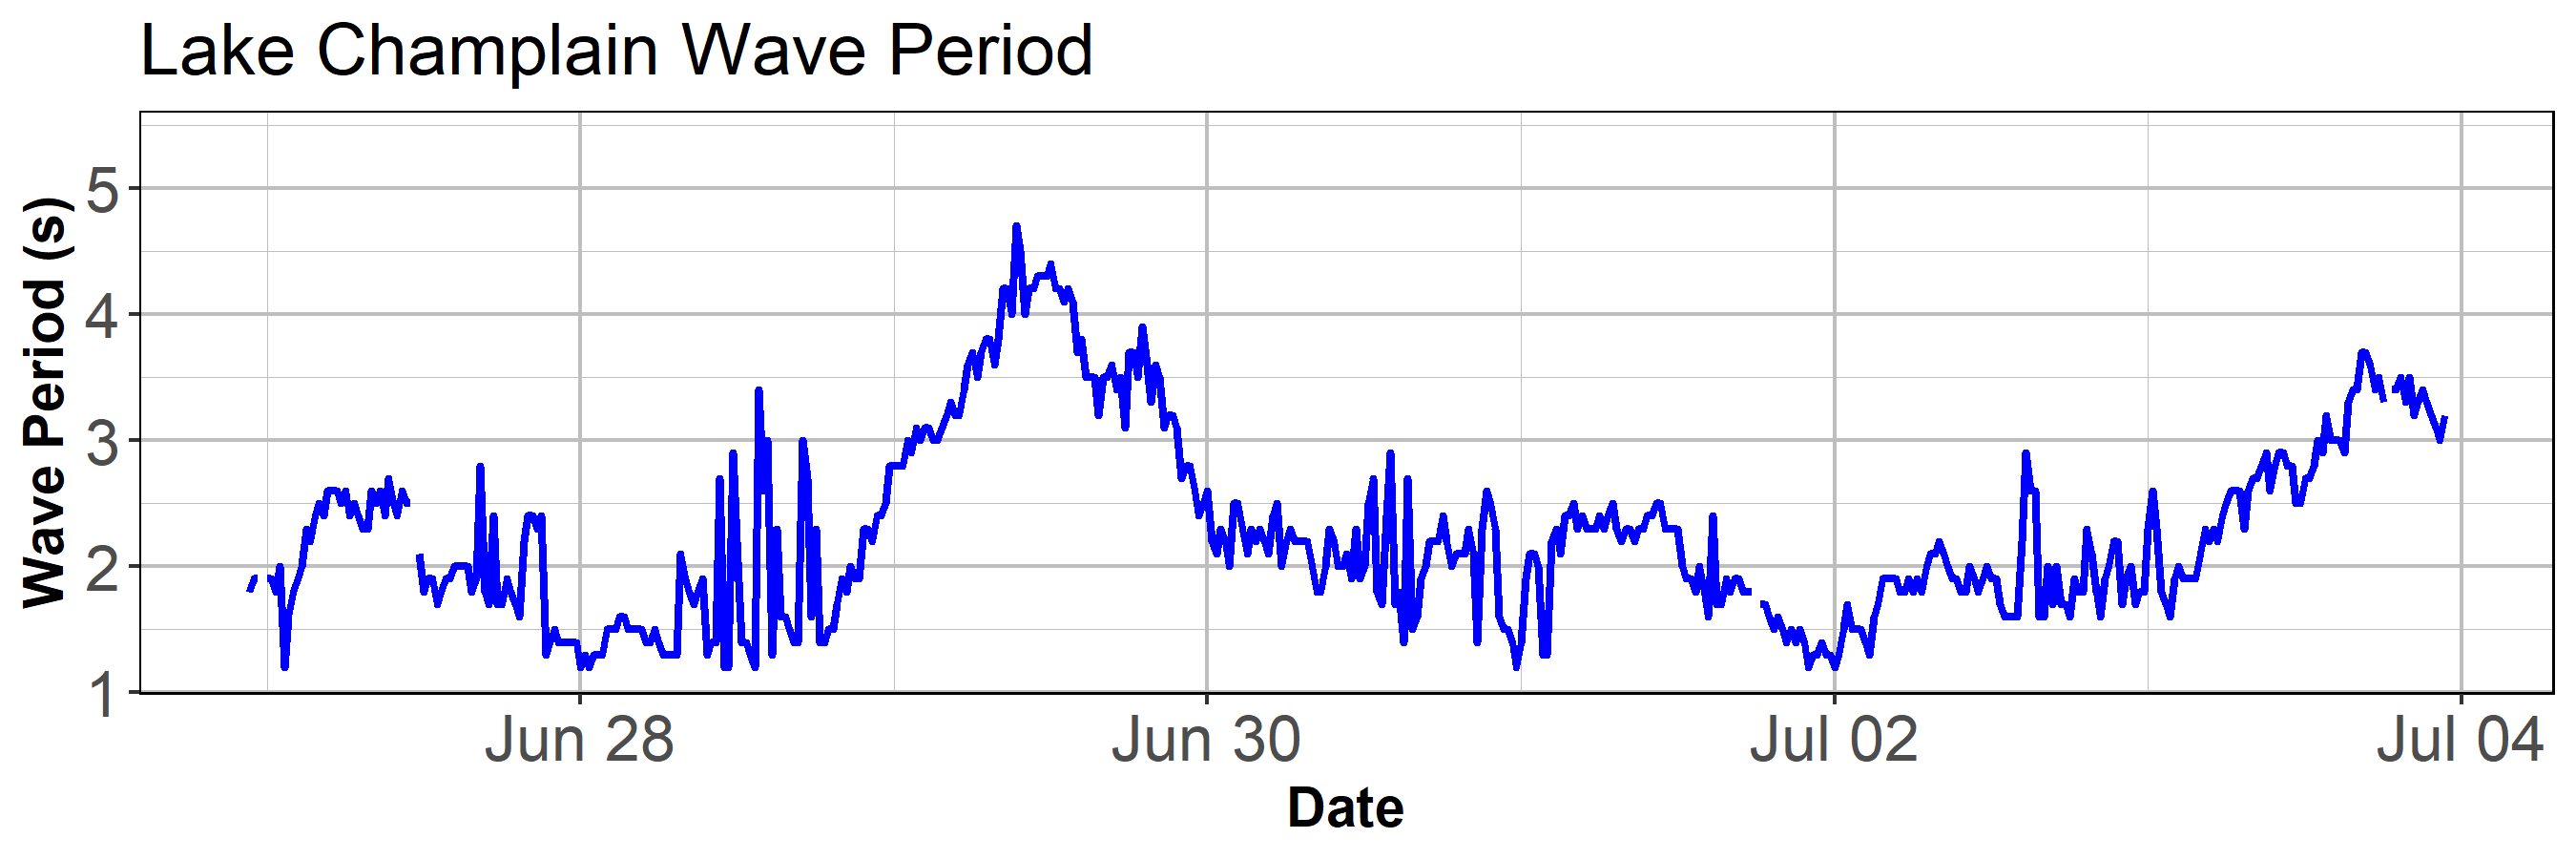 Lake Champlain Wave Period
Wave Period (s)
5
4
3
2
1
Jun 28
Jun 30
Jul 02
Jul 04
Date